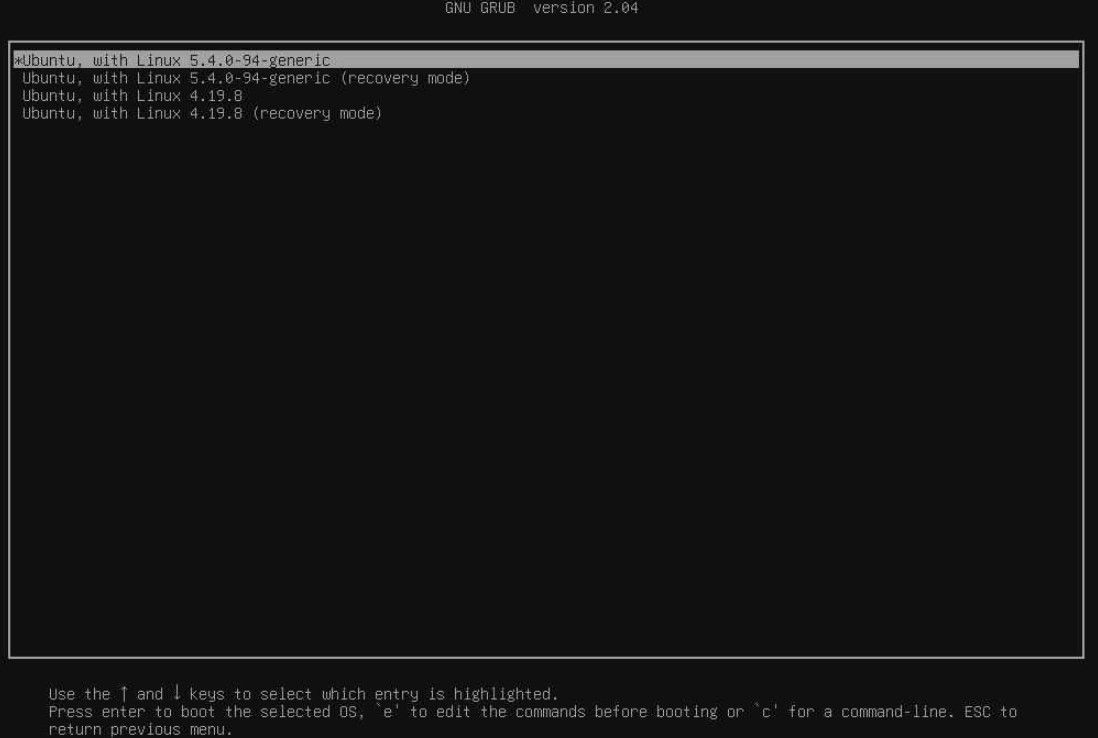 GNU GRUB  version 2.04
*Ubuntu, with Linux 5.4.0-94-generic
Ubuntu, with Linux 5.4.0-94-generic (recovery mode)
Ubuntu, with Linux 4.19.8
Ubuntu, with Linux 4.19.8 (recovery mode)
Use the ↑ and ↓ keys to select which entry is highlighted.
Press enter to boot the selected OS, `e' to edit the commands before booting or `c' for a command-line. ESC to
return previous menu.